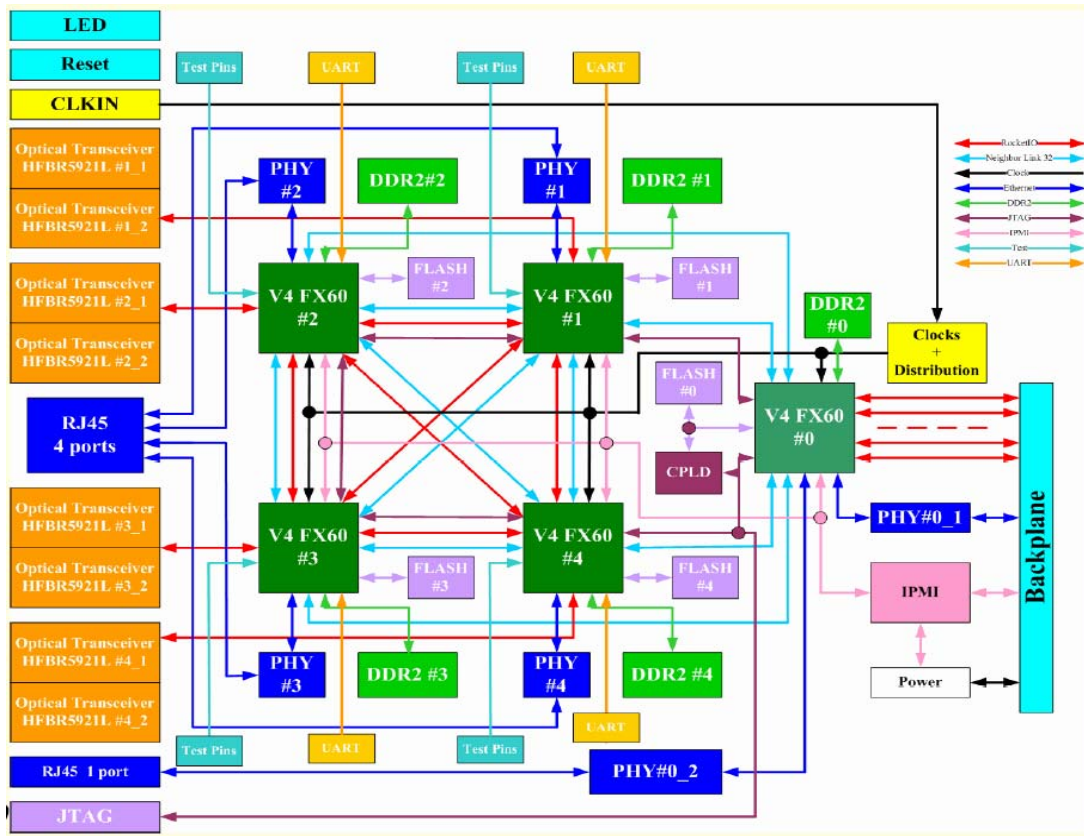 LED
Reset
CLKIN
Optical Transceiver
HFBR5921L #1_1
Optical Transceiver
HFBR5921L #1_2
Optical Transceiver
HFBR5921L #2_1
Optical Transceiver
HFBR5921L #2_2
RJ45
4 ports
Optical Transceiver
HFBR5921L #3_1
Optical Transceiver
HFBR5921L #3_2
Optical Transceiver
HFBR5921L #4_1
Optical Transceiver
HFBR5921L #4_2
RJ45 1 port
JTAG
Test Pins
UART
Test Pins
UART
PHY
#2
DDR2#2
PHY
#1
DDR2 #1
V4 FX60
#2
FLASH
#2
V4 FX60
#1
FLASH
#1
V4 FX60
#3
FLASH
#3
V4 FX60
#4
FLASH
#4
PHY
#3
DDR2 #3
PHY
#4
DDR2 #4
Test Pins
UART
Test Pins
UART
PHY#0_2
RocketIO
Neighbor Link 32
Clock
Ethernet
DDR2
JTAG
IPMI
Test
UART
DDR2
#0
Clocks
+
Distribution
FLASH
#0
CPLD
V4 FX60
#0
PHY#0_1
IPMI
Power
Backplane